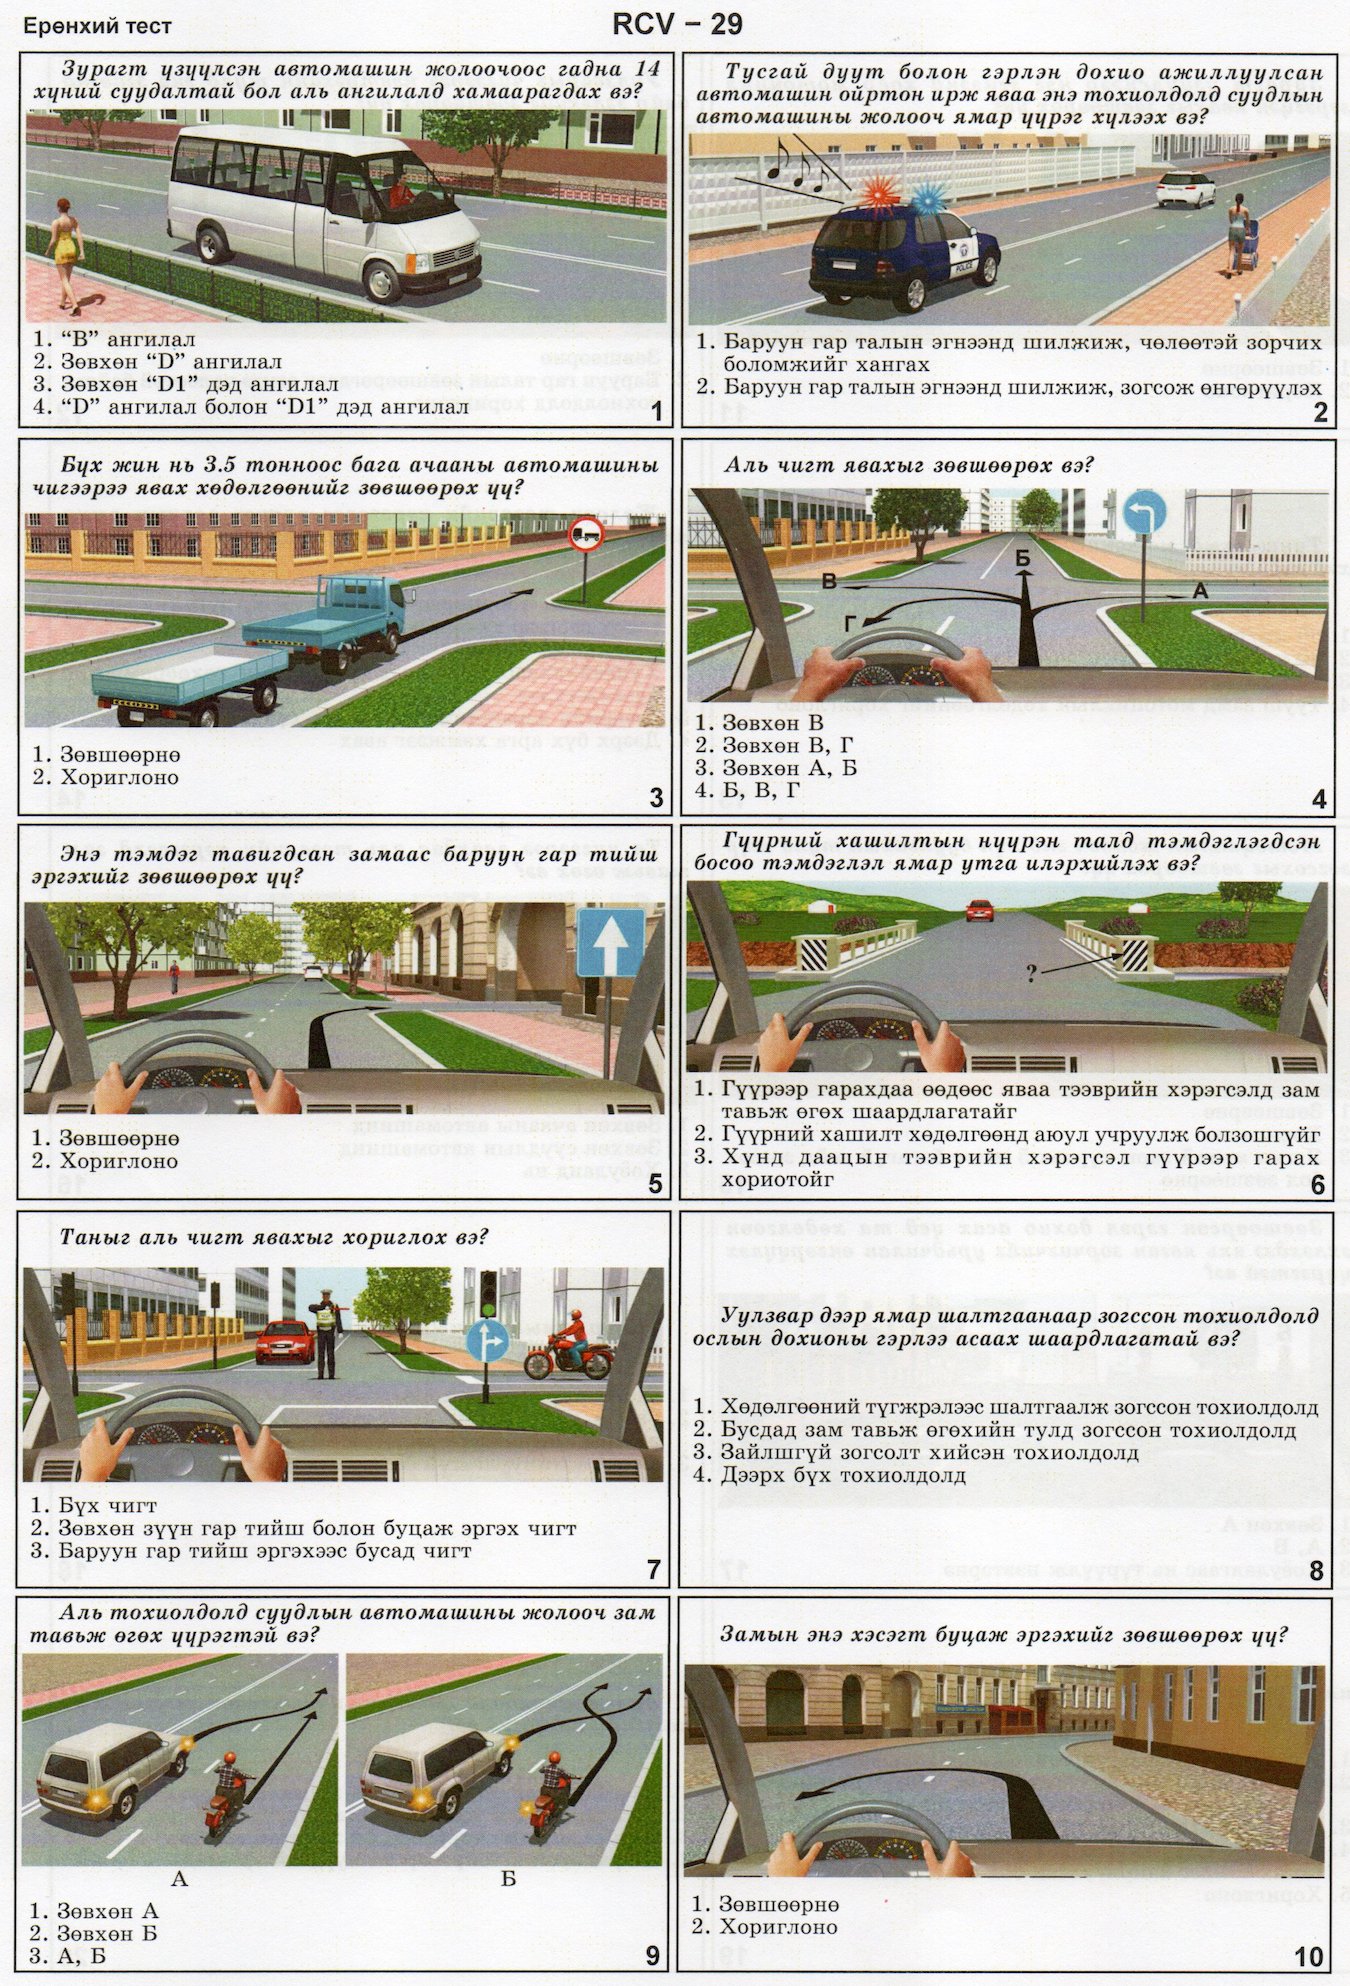 Ерөнхий тест
RCV – 29
Зурагт үзүүлсэн автомашин жолоочоос гадна 14
хүний суудалтай бол аль ангилалд хамаарагдах вэ?
1. “B” ангилал
2. Зөвхөн “D” ангилал
3. Зөвхөн “D1” дэд ангилал
4. “D” ангилал болон “D1” дэд ангилал
1
Тусгай дуут болон гэрлэн дохио ажиллуулсан
автомашин ойртон ирж яваа энэ тохиолдолд суудлын
автомашины жолооч ямар үүрэг хүлээх вэ?
POLICE
1. Баруун гар талын эгнээнд шилжиж, чөлөөтэй зорчих
боломжийг хангах
2. Баруун гар талын эгнээнд шилжиж, зогсож өнгөрүүлэх
2
Бүх жин нь 3.5 тонноос бага ачааны автомашины
чигээрээ явах хөдөлгөөнийг зөвшөөрөх үү?
1. Зөвшөөрнө
2. Хориглоно
3
Аль чигт явахыг зөвшөөрөх вэ?
В
Б
А
Г
1. Зөвхөн В
2. Зөвхөн В, Г
3. Зөвхөн А, Б
4. Б, В, Г
4
Энэ тэмдэг тавигдсан замаас баруун гар тийш
эргэхийг зөвшөөрөх үү?
1. Зөвшөөрнө
2. Хориглоно
5
Гүүрний хашилтын нүүрэн талд тэмдэглэгдсэн
босоо тэмдэглэл ямар утга илэрхийлэх вэ?
?
1. Гүүрээр гарахдаа өөдөөс яваа тээврийн хэрэгсэлд зам
тавьж өгөх шаардлагатайг
2. Гүүрний хашилт хөдөлгөөнд аюул учруулж болзошгүйг
3. Хүнд даацын тээврийн хэрэгсэл гүүрээр гарах
хориотойг
6
Таныг аль чигт явахыг хориглох вэ?
1. Бүх чигт
2. Зөвхөн зүүн гар тийш болон буцаж эргэх чигт
3. Баруун гар тийш эргэхээс бусад чигт
7
Уулзвар дээр ямар шалтгаанаар зогссон тохиолдолд
ослын дохионы гэрлээ асаах шаардлагатай вэ?
1. Хөдөлгөөний түгжрэлээс шалтгаалж зогссон тохиолдолд
2. Бусдад зам тавьж өгөхийн тулд зогссон тохиолдолд
3. Зайлшгүй зогсолт хийсэн тохиолдолд
4. Дээрх бүх тохиолдолд
8
Аль тохиолдолд суудлын автомашины жолооч зам
тавьж өгөх үүрэгтэй вэ?
А
Б
1. Зөвхөн А
2. Зөвхөн Б
3. А, Б
9
Замын энэ хэсэгт буцаж эргэхийг зөвшөөрөх үү?
1. Зөвшөөрнө
2. Хориглоно
10